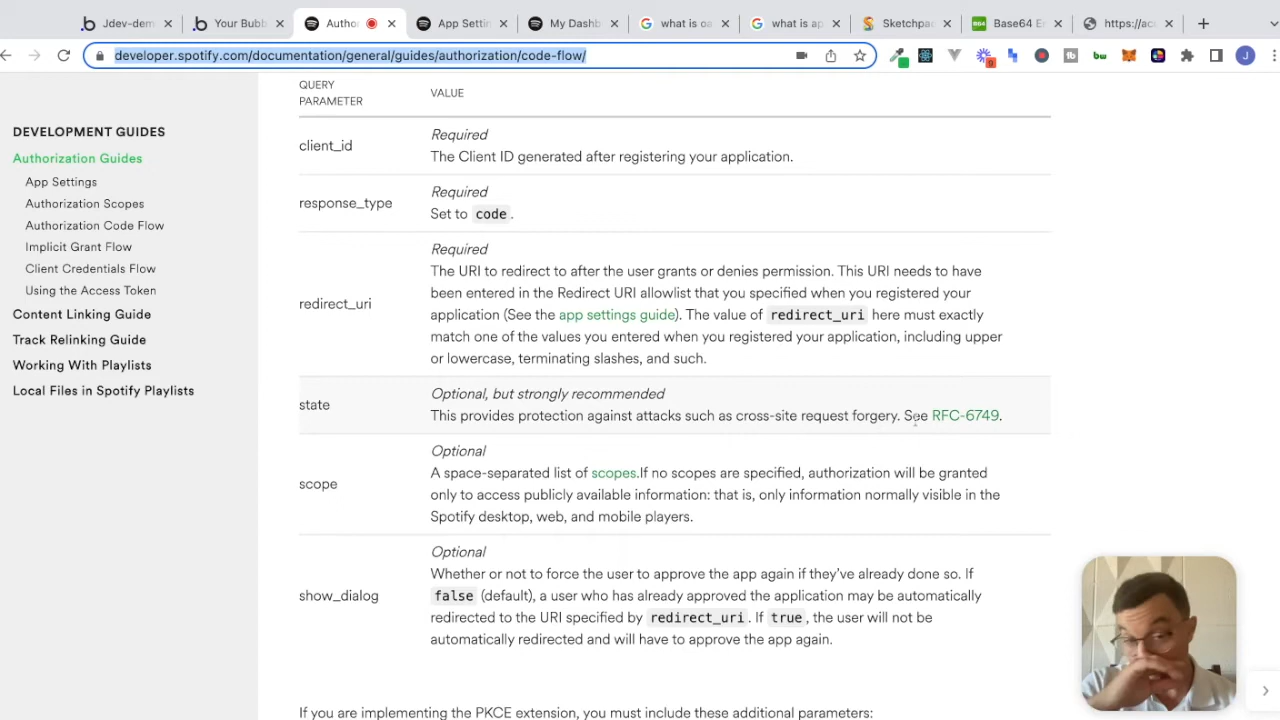 Jdev-dem
Your Bubb
Author
App Settin
My Dashb
what is oa
what is ap
Sketchpad
Base64 En
https://acu
developer.spotify.com/documentation/general/guides/authorization/code-flow/
9
tb
bw
J
DEVELOPMENT GUIDES
Authorization Guides
App Settings
Authorization Scopes
Authorization Code Flow
Implicit Grant Flow
Client Credentials Flow
Using the Access Token
Content Linking Guide
Track Relinking Guide
Working With Playlists
Local Files in Spotify Playlists
QUERY
PARAMETER
VALUE
client_id
Required
The Client ID generated after registering your application.
response_type
Required
Set to code.
redirect_uri
Required
The URI to redirect to after the user grants or denies permission. This URI needs to have
been entered in the Redirect URI allowlist that you specified when you registered your
application (See the app settings guide). The value of redirect_uri here must exactly
match one of the values you entered when you registered your application, including upper
or lowercase, terminating slashes, and such.
state
Optional, but strongly recommended
This provides protection against attacks such as cross-site request forgery. See RFC-6749.
scope
Optional
A space-separated list of scopes.If no scopes are specified, authorization will be granted
only to access publicly available information: that is, only information normally visible in the
Spotify desktop, web, and mobile players.
show_dialog
Optional
Whether or not to force the user to approve the app again if they've already done so. If
false (default), a user who has already approved the application may be automatically
redirected to the URI specified by redirect_uri. If true, the user will not be
automatically redirected and will have to approve the app again.
If you are implementing the PKCE extension, you must include these additional parameters: